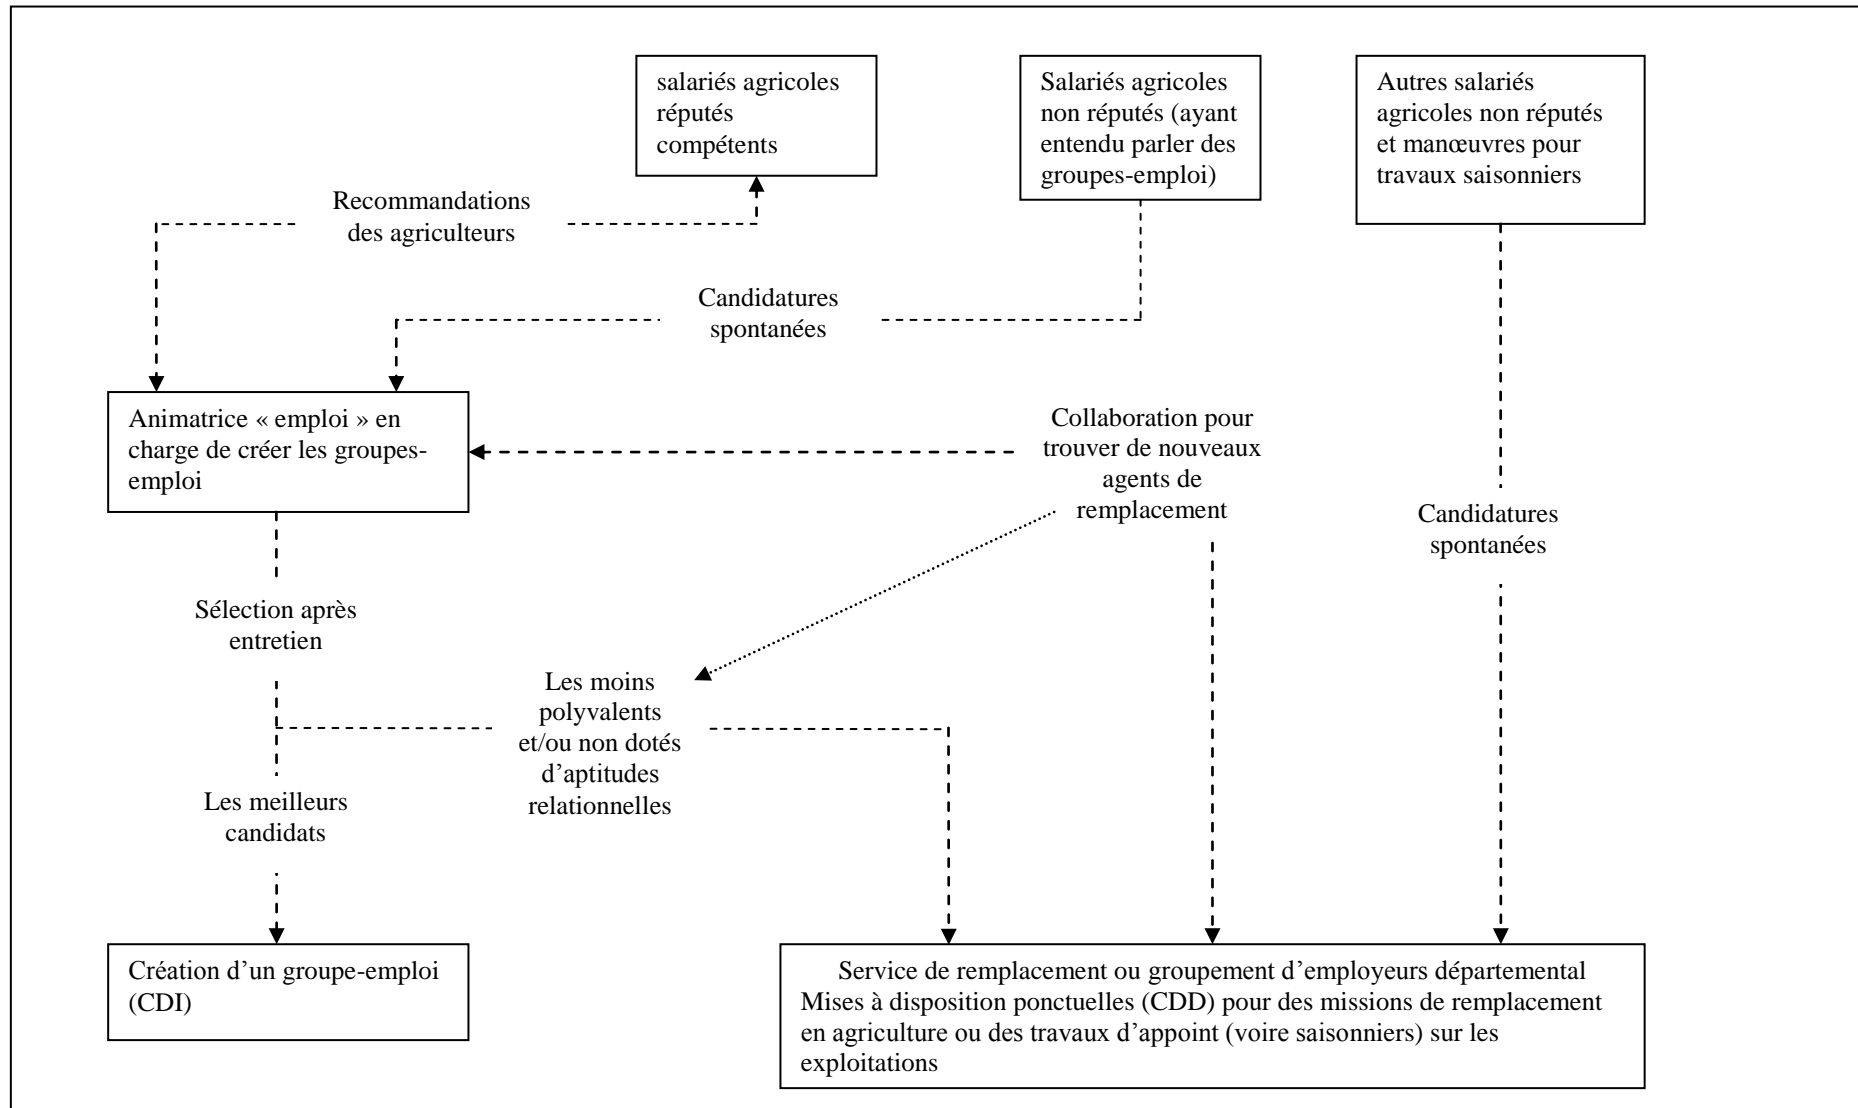 salariés agricoles
réputés
compétents
Salariés agricoles
non réputés (ayant
entendu parler des
groupes-emploi)
Autres salariés
agricoles non réputés
et manœuvres pour
travaux saisonniers
Recommandations
des agriculteurs
Candidatures
spontanées
Animatrice « emploi » en
charge de créer les groupes-
emploi
Collaboration pour
trouver de nouveaux
agents de
remplacement
Candidatures
spontanées
Sélection après
entretien
Les moins
polyvalents
et/ou non dotés
d’aptitudes
relationnelles
Les meilleurs
candidats
Création d’un groupe-emploi
(CDI)
Service de remplacement ou groupement d’employeurs départemental
Mises à disposition ponctuelles (CDD) pour des missions de remplacement
en agriculture ou des travaux d’appoint (voire saisonniers) sur les
exploitations